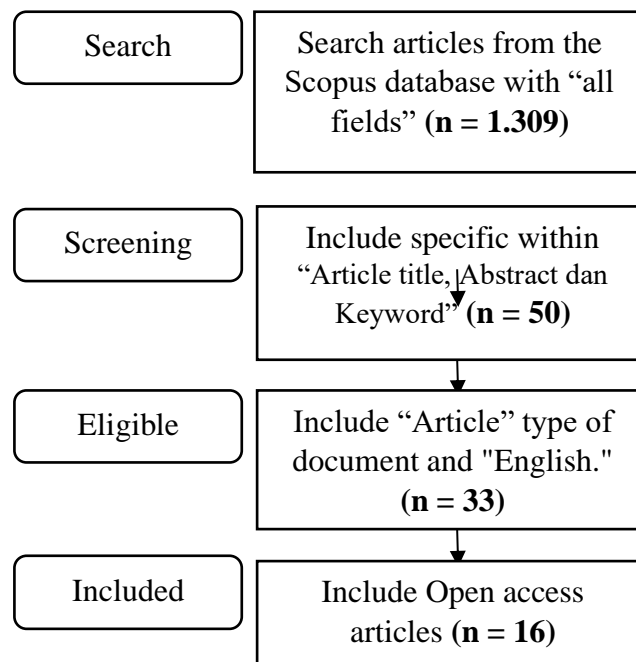 Search
Search articles from the
Scopus database with “all
fields” (n = 1.309)
Screening
Include specific within
“Article title, Abstract dan
Keyword” (n = 50)
Eligible
Include “Article” type of
document and "English."
(n = 33)
Included
Include Open access
articles (n = 16)